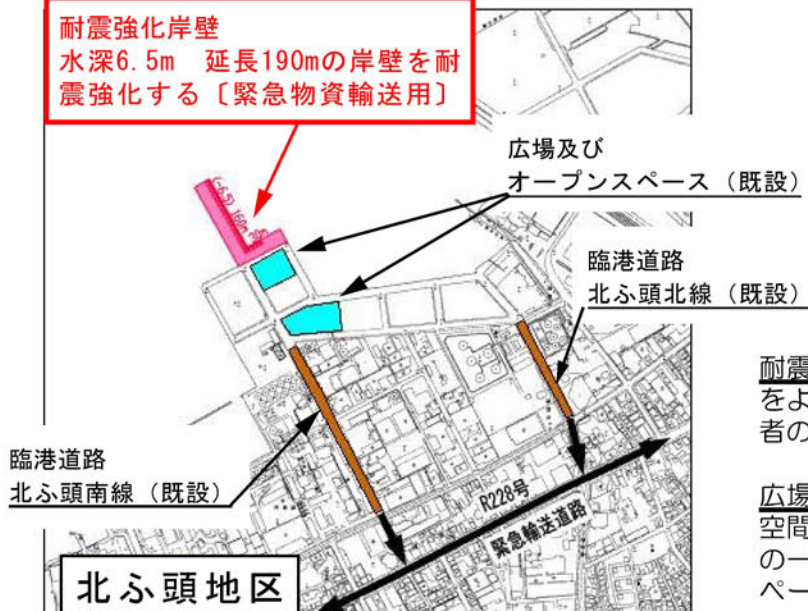 耐震強化岸壁
水深6.5m 延長190mの岸壁を耐
震強化する〔緊急物資輸送用〕
広場及び
オープンスペース（既設）
臨港道路
北ふ頭北線（既設）
耐震
をよ
者の
臨港道路
北ふ頭南線（既設）
広場
空間
の一
ペー
R228号
緊急輸送道路
北ふ頭地区